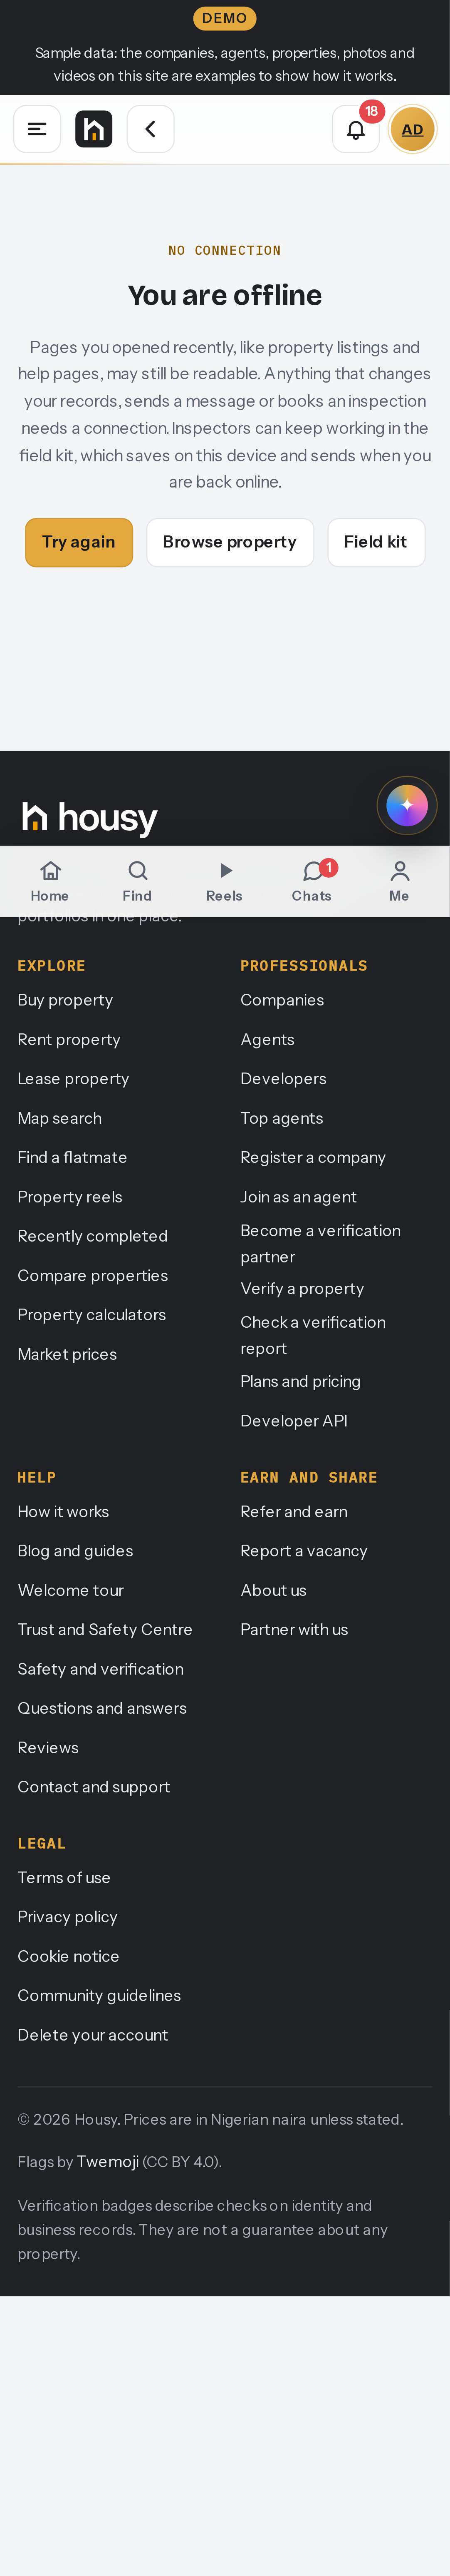 DEMO
Sample data: the companies, agents, properties, photos and
videos on this site are examples to show how it works.
18
AD
NO CONNECTION
You are offline
Pages you opened recently, like property listings and
help pages, may still be readable. Anything that changes
your records, sends a message or books an inspection
needs a connection. Inspectors can keep working in the
field kit, which saves on this device and sends when you
are back online.
Try again
Browse property
Field kit
housy
1
Home
Find
Reels
Chats
Me
portfolios in one place.
EXPLORE
Buy property
Rent property
Lease property
Map search
Find a flatmate
Property reels
Recently completed
Compare properties
Property calculators
Market prices
PROFESSIONALS
Companies
Agents
Developers
Top agents
Register a company
Join as an agent
Become a verification
partner
Verify a property
Check a verification
report
Plans and pricing
Developer API
HELP
How it works
Blog and guides
Welcome tour
Trust and Safety Centre
Safety and verification
Questions and answers
Reviews
Contact and support
EARN AND SHARE
Refer and earn
Report a vacancy
About us
Partner with us
LEGAL
Terms of use
Privacy policy
Cookie notice
Community guidelines
Delete your account
© 2026 Housy. Prices are in Nigerian naira unless stated.
Flags by Twemoji (CC BY 4.0).
Verification badges describe checks on identity and
business records. They are not a guarantee about any
property.